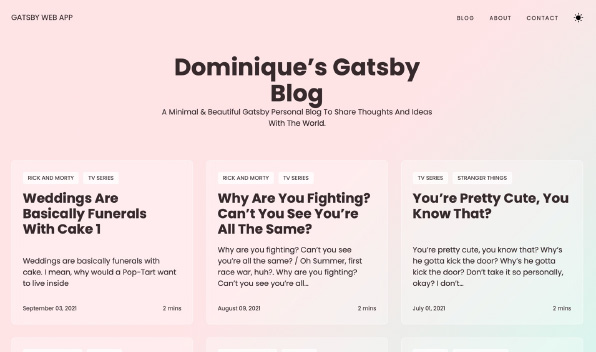 GATSBY WEB APP
BLOG ABOUT CONTACT
Dominique's Gatsby
Blog
A Minimal & Beautiful Gatsby Personal Blog To Share Thoughts And Ideas
With The World.
RICK AND MORTY TV SERIES
Weddings Are
Basically Funerals
With Cake 1
Weddings are basically funerals with
cake. I mean, why would a Pop-Tart want
to live inside
September 03, 2021 2 mins
RICK AND MORTY TV SERIES
Why Are You Fighting?
Can't You See You're
All The Same?
Why are you fighting? Can't you see
you're all the same? / Oh Summer, first
race war, huh?. Why are you fighting?
Can't you see you're all...
August 09, 2021 2 mins
TV SERIES STRANGER THINGS
You're Pretty Cute, You
Know That?
You're pretty cute, you know that? Why's
he gotta kick the door? Why's he gotta
kick the door? Don't take it so personally,
okay? I don't...
July 01, 2021 2 mins